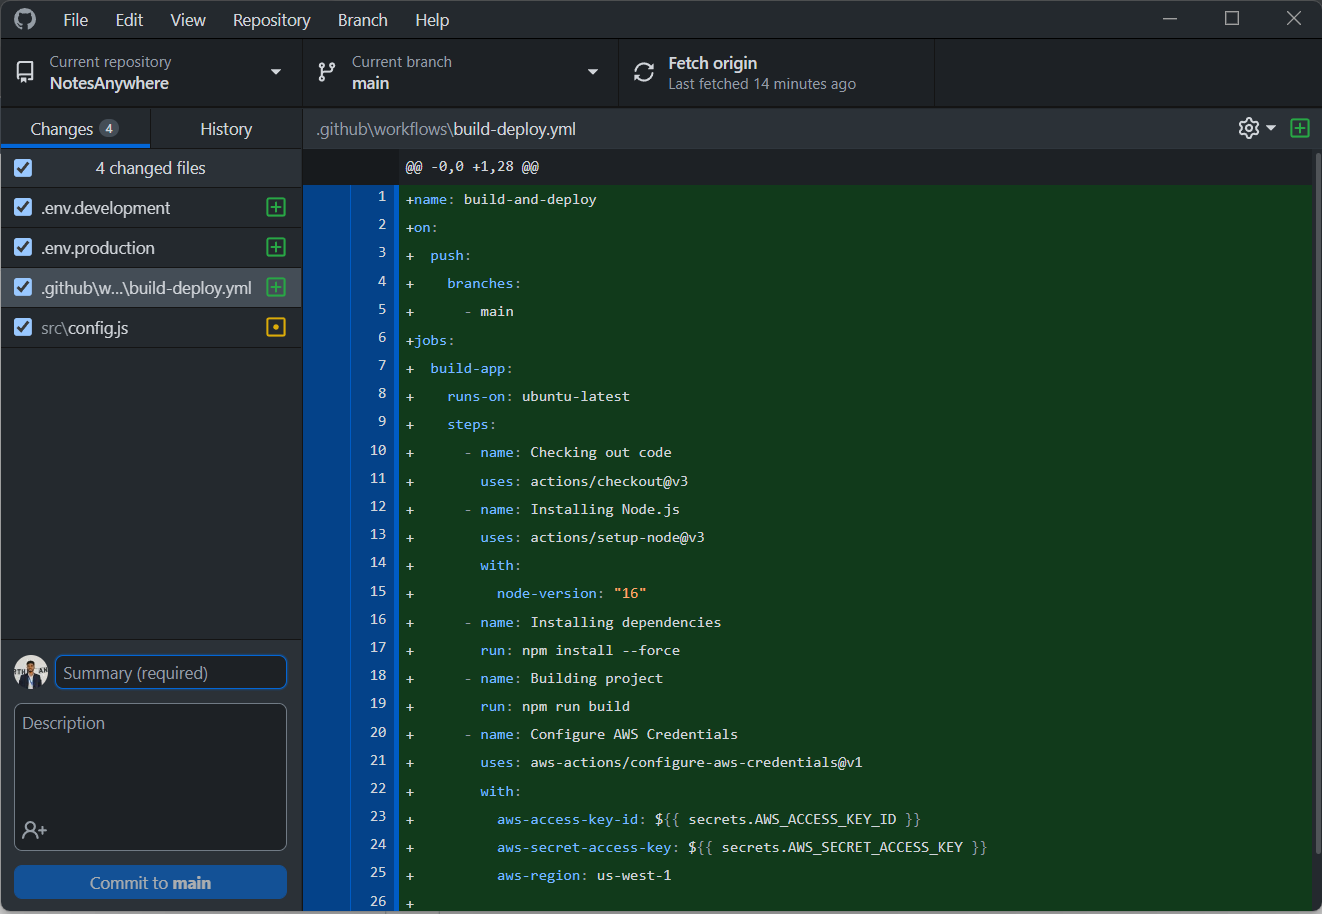 File Edit View Repository Branch Help
Current repository
NotesAnywhere
Current branch
main
Fetch origin
Last fetched 14 minutes ago
Changes 4
History
4 changed files
.env.development
.env.production
.github\w...\build-deploy.yml
src\config.js
Summary (required)
Description
Commit to main
.github\workflows\build-deploy.yml
@@ -0,0 +1,28 @@
1 +name: build-and-deploy
2 +on:
3 +  push:
4 +    branches:
5 +      - main
6 +jobs:
7 +  build-app:
8 +    runs-on: ubuntu-latest
9 +    steps:
10 +      - name: Checking out code
11 +        uses: actions/checkout@v3
12 +      - name: Installing Node.js
13 +        uses: actions/setup-node@v3
14 +        with:
15 +          node-version: "16"
16 +      - name: Installing dependencies
17 +        run: npm install --force
18 +      - name: Building project
19 +        run: npm run build
20 +      - name: Configure AWS Credentials
21 +        uses: aws-actions/configure-aws-credentials@v1
22 +        with:
23 +          aws-access-key-id: ${{ secrets.AWS_ACCESS_KEY_ID }}
24 +          aws-secret-access-key: ${{ secrets.AWS_SECRET_ACCESS_KEY }}
25 +          aws-region: us-west-1
26 +